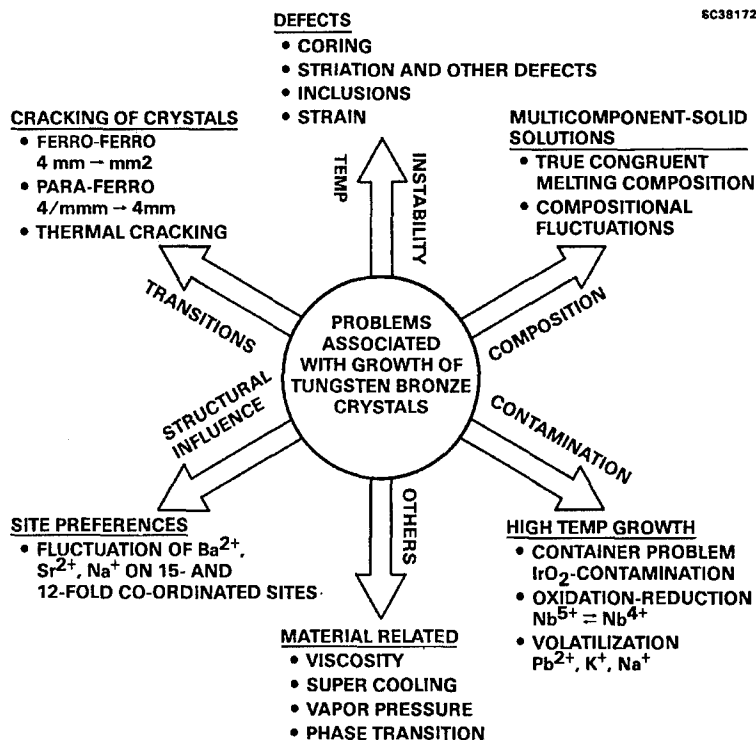 SC38172
DEFECTS
• CORING
• STRIATION AND OTHER DEFECTS
• INCLUSIONS
• STRAIN
CRACKING OF CRYSTALS
• FERRO-FERRO
4 mm → mm2
• PARA-FERRO
4/mmm → 4mm
• THERMAL CRACKING
MULTICOMPONENT-SOLID
SOLUTIONS
• TRUE CONGRUENT
MELTING COMPOSITION
• COMPOSITIONAL
FLUCTUATIONS
TEMP
INSTABILITY
TRANSITIONS
COMPOSITION
PROBLEMS
ASSOCIATED
WITH GROWTH OF
TUNGSTEN BRONZE
CRYSTALS
STRUCTURAL
INFLUENCE
CONTAMINATION
OTHERS
SITE PREFERENCES
• FLUCTUATION OF Ba²⁺,
Sr²⁺, Na⁺ ON 15- AND
12-FOLD CO-ORDINATED SITES
HIGH TEMP GROWTH
• CONTAINER PROBLEM
IrO₂-CONTAMINATION
• OXIDATION-REDUCTION
Nb⁵⁺ ⇌ Nb⁴⁺
• VOLATILIZATION
Pb²⁺, K⁺, Na⁺
MATERIAL RELATED
• VISCOSITY
• SUPER COOLING
• VAPOR PRESSURE
• PHASE TRANSITION